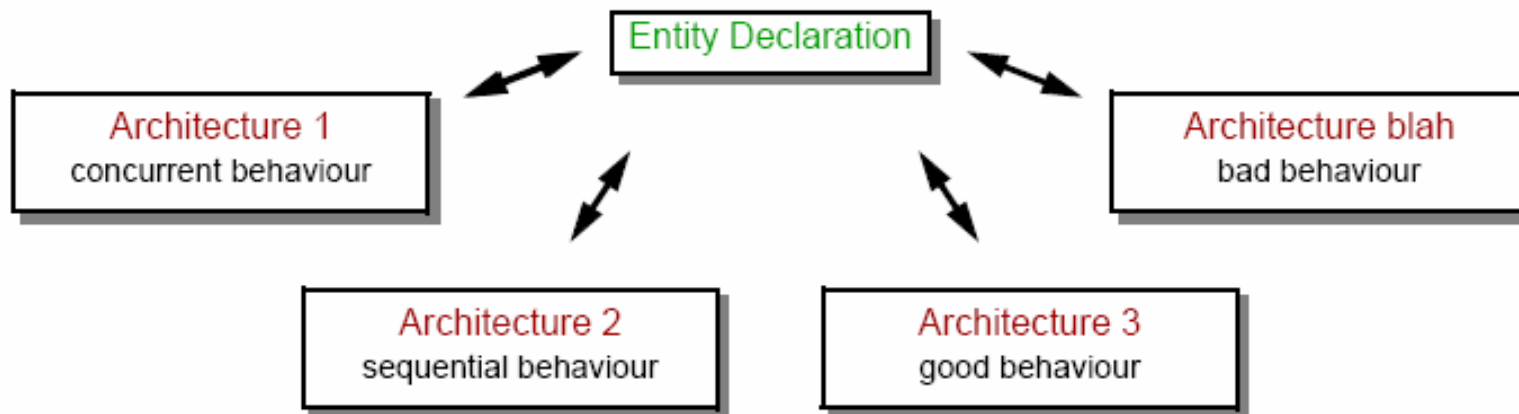 Entity Declaration
Architecture 1
concurrent behaviour
Architecture blah
bad behaviour
Architecture 2
sequential behaviour
Architecture 3
good behaviour